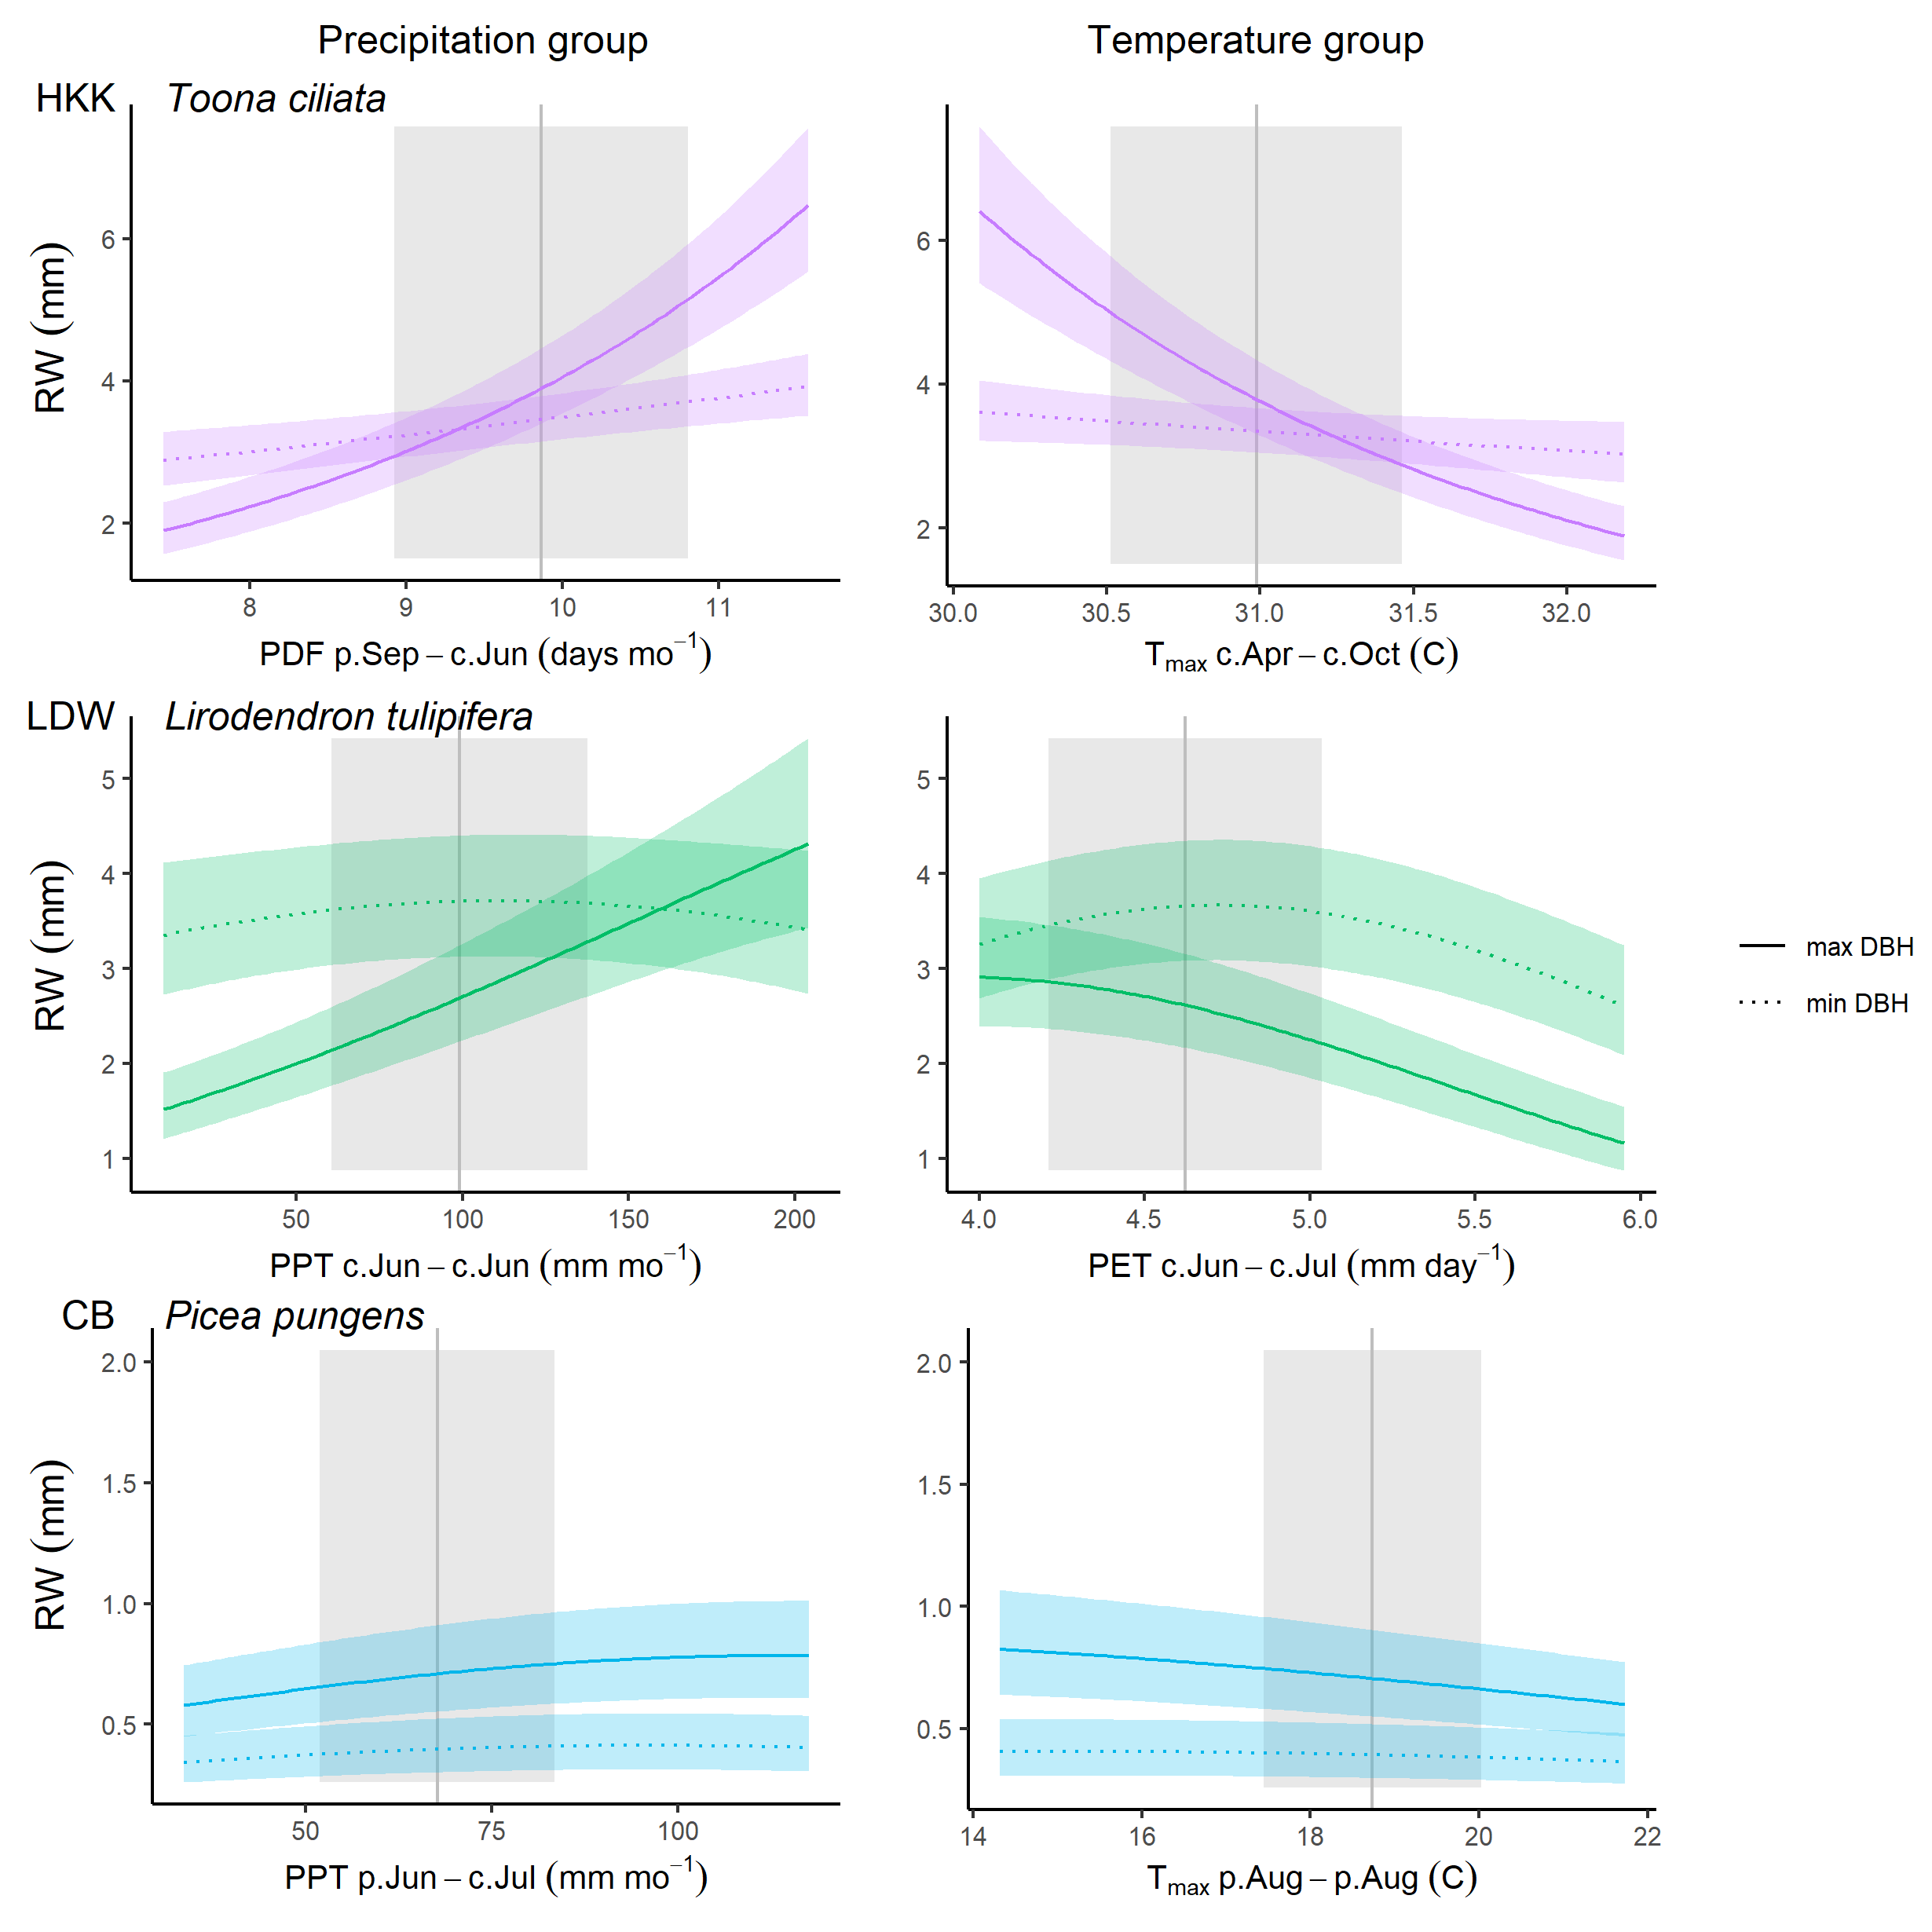 Precipitation group
Temperature group
HKK
Toona ciliata
RW (mm)
6
4
2
8 9 10 11
PDF p.Sep – c.Jun (days mo⁻¹)
6
4
2
30.0 30.5 31.0 31.5 32.0
Tmax c.Apr – c.Oct (C)
LDW
Lirodendron tulipifera
RW (mm)
5
4
3
2
1
50 100 150 200
PPT c.Jun – c.Jun (mm mo⁻¹)
5
4
3
2
1
4.0 4.5 5.0 5.5 6.0
PET c.Jun – c.Jul (mm day⁻¹)
max DBH
min DBH
CB
Picea pungens
RW (mm)
2.0
1.5
1.0
0.5
50 75 100
PPT p.Jun – c.Jul (mm mo⁻¹)
2.0
1.5
1.0
0.5
14 16 18 20 22
Tmax p.Aug – p.Aug (C)